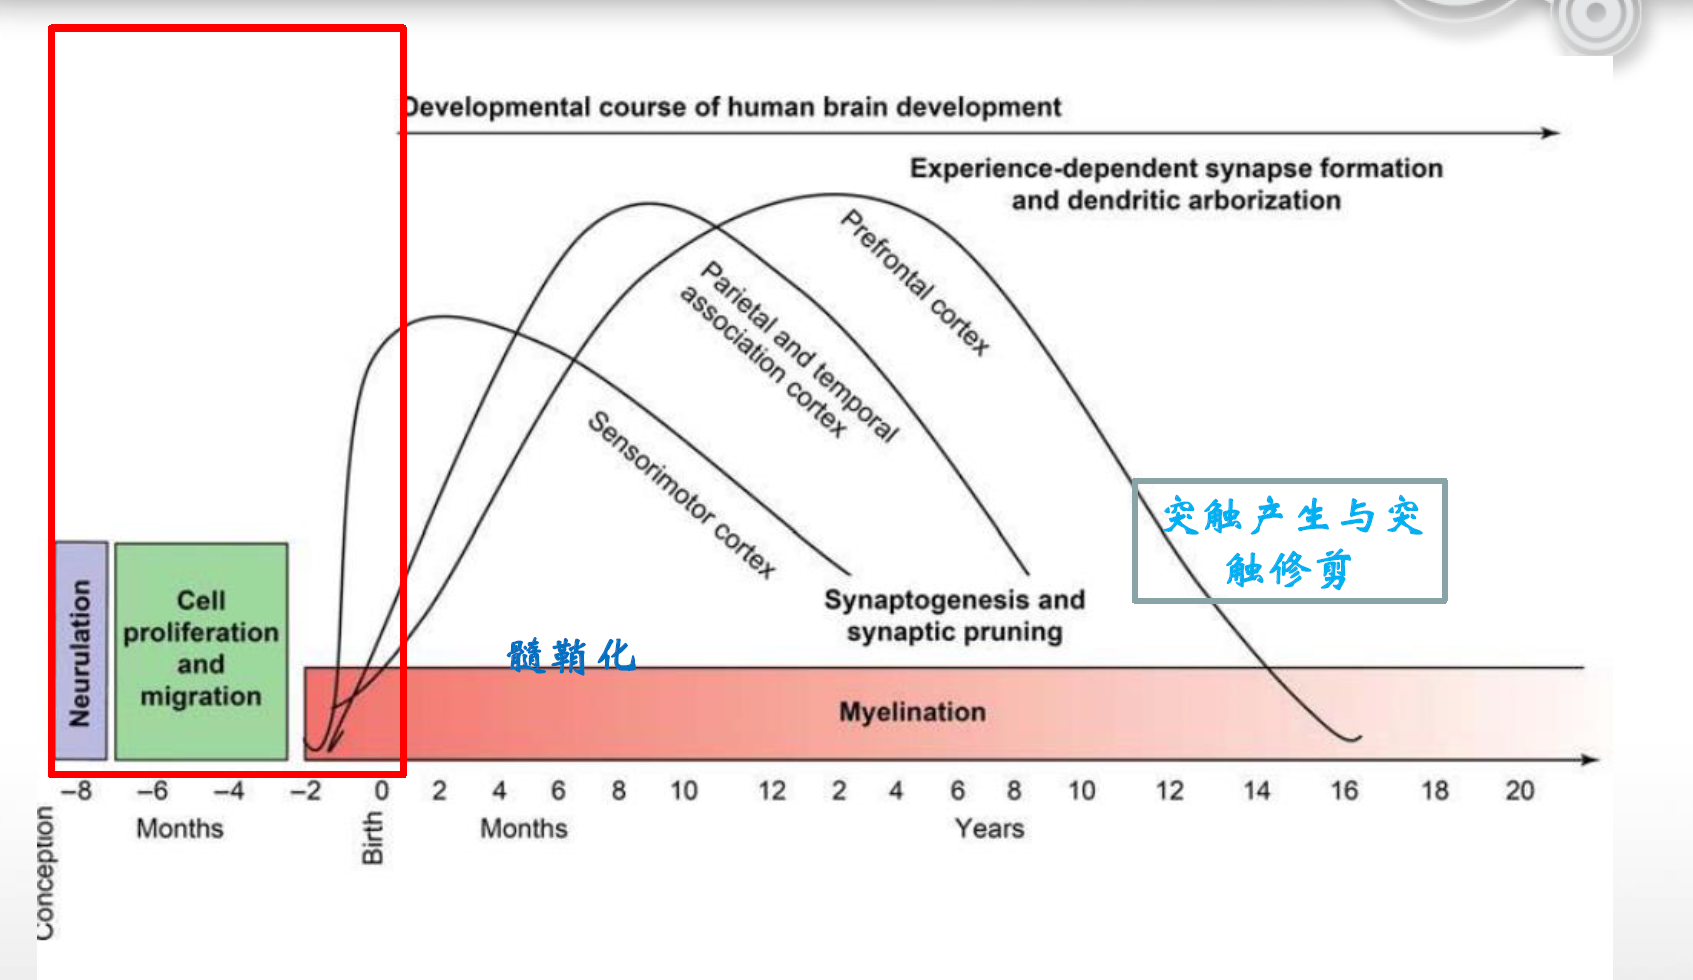 Developmental course of human brain development
Experience-dependent synapse formation
and dendritic arborization
Prefrontal cortex
Parietal and temporal
association cortex
Sensorimotor cortex
突触产生与突
触修剪
Synaptogenesis and
synaptic pruning
髓鞘化
Neurulation
Cell
proliferation
and
migration
Myelination
–8 –6 –4 –2 0 2 4 6 8 10 12 2 4 6 8 10 12 14 16 18 20
Conception
Months
Birth
Months
Years